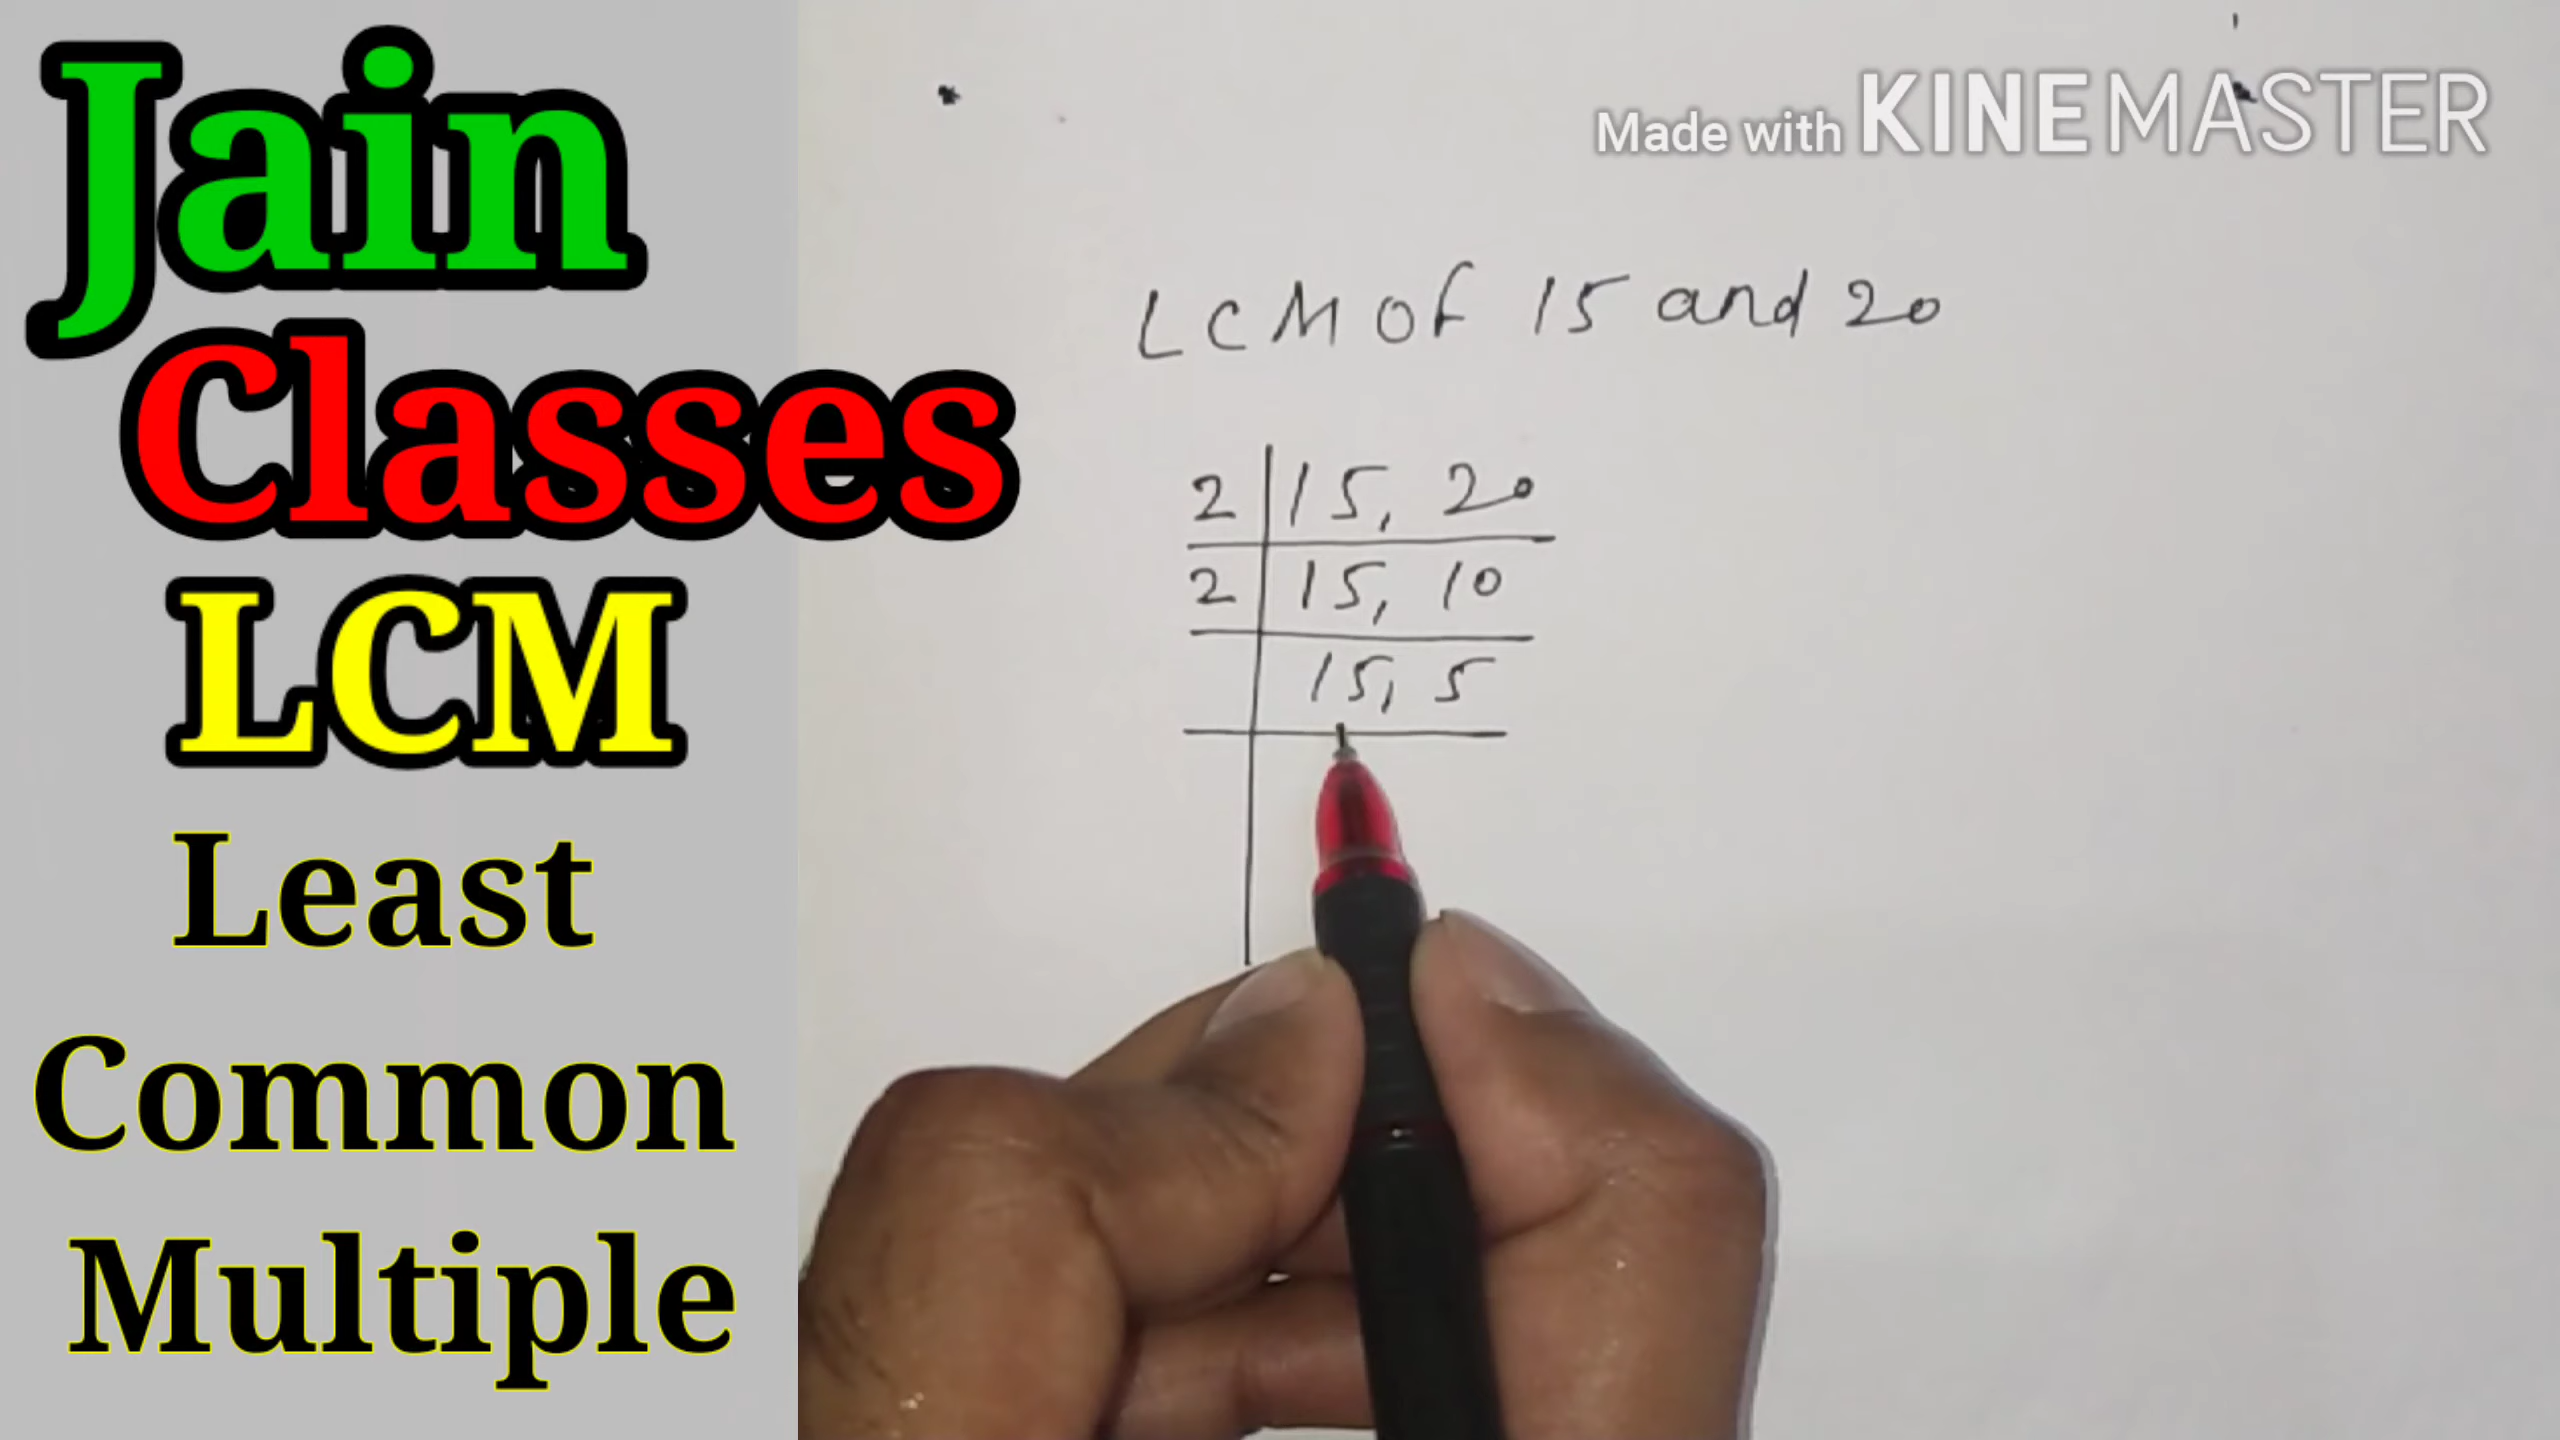 Jain
Classes
LCM
Least
Common
Multiple
Made with KINEMASTER
LCM of 15 and 20
2 | 15, 20
2 | 15, 10
15, 5